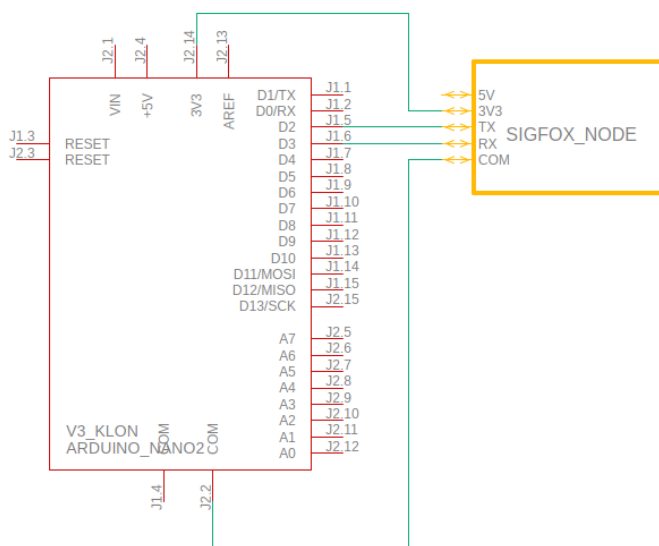 J2.1
J2.4
J2.14
J2.13
VIN
+5V
3V3
AREF
J1.3 RESET
J2.3 RESET
D1/TX J1.1
D0/RX J1.2
D2 J1.5
D3 J1.6
D4 J1.7
D5 J1.8
D6 J1.9
D7 J1.10
D8 J1.11
D9 J1.12
D10 J1.13
D11/MOSI J1.14
D12/MISO J1.15
D13/SCK J2.15
A7 J2.5
A6 J2.6
A5 J2.7
A4 J2.8
A3 J2.9
A2 J2.10
A1 J2.11
A0 J2.12
V3_KLON
ARDUINO_NANO2
COM
COM
J1.4
J2.2
5V
3V3
TX
RX
COM
SIGFOX_NODE